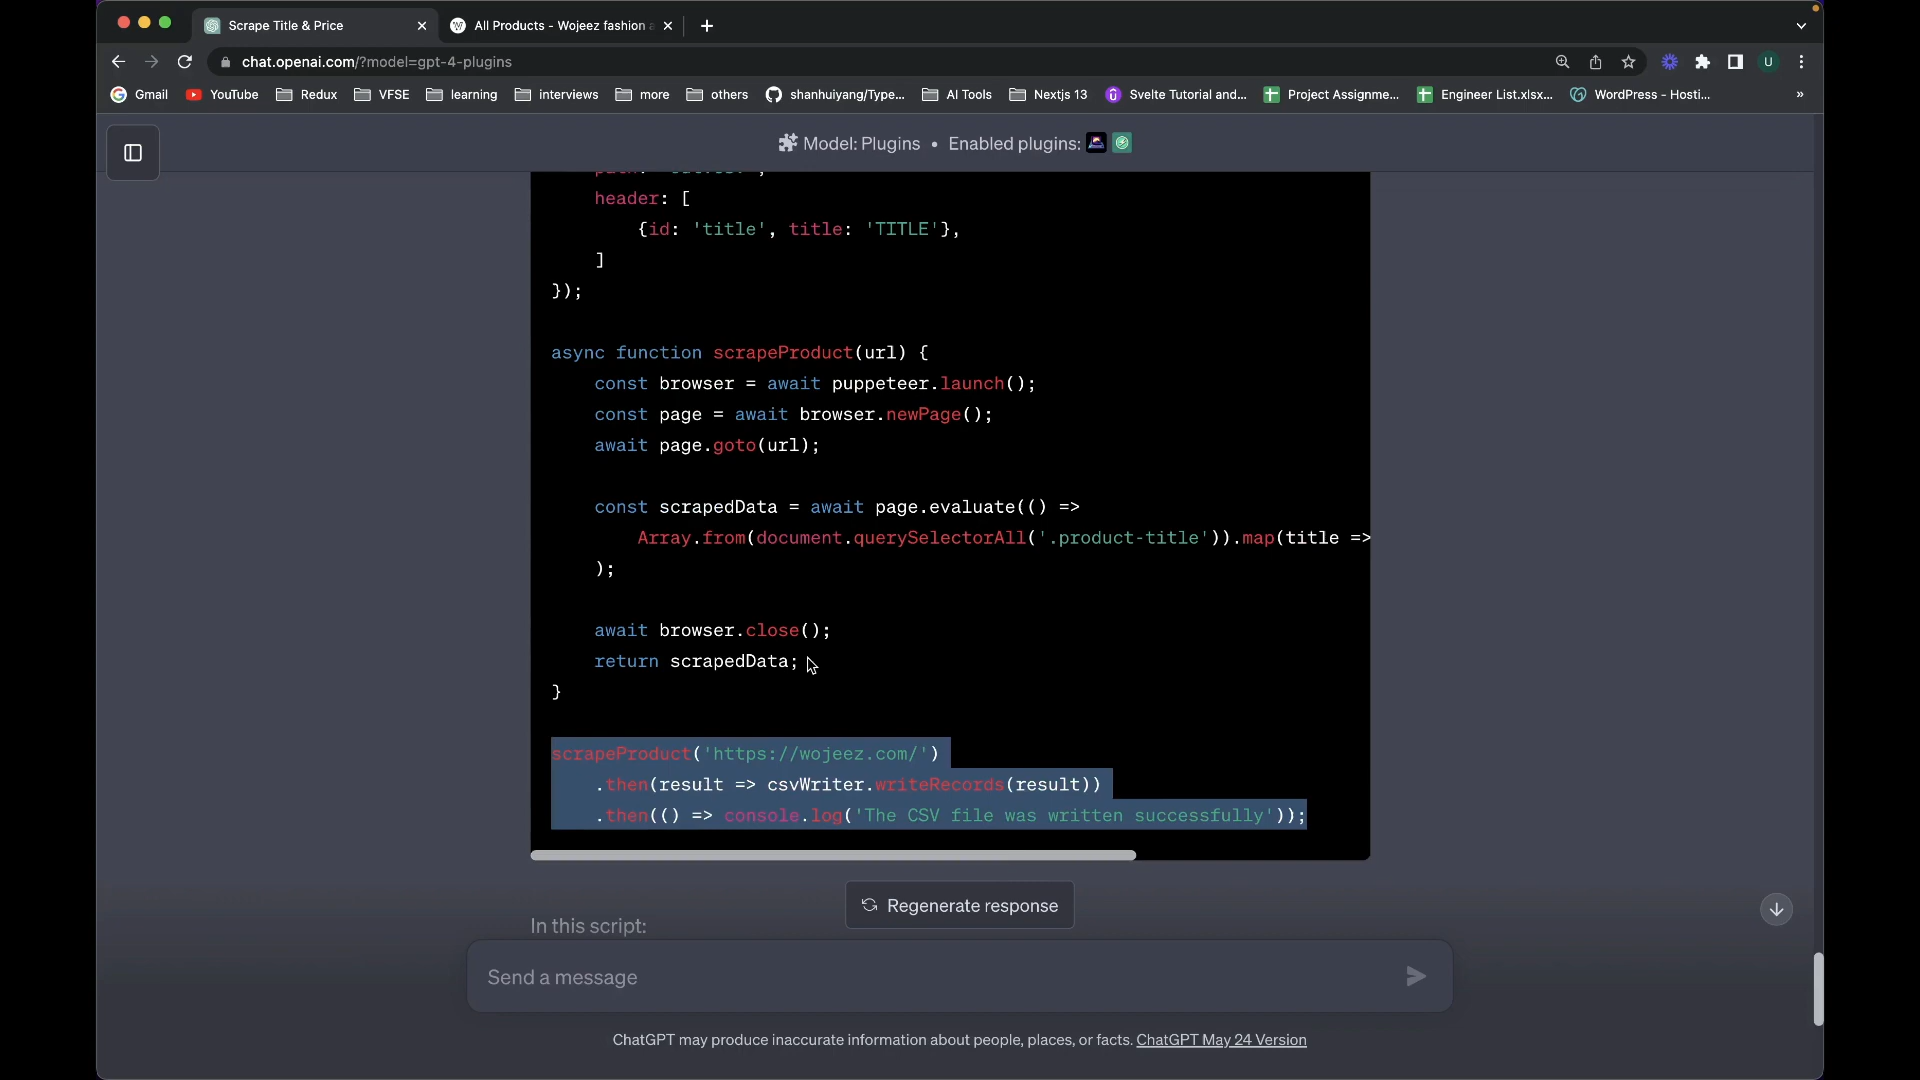 Scrape Title & Price
All Products - Wojeez fashion a
chat.openai.com/?model=gpt-4-plugins
U
Gmail
YouTube
Redux
VFSE
learning
interviews
more
others
shanhuiyang/Type...
AI Tools
Nextjs 13
Svelte Tutorial and...
Project Assignme...
Engineer List.xlsx...
WordPress - Hosti...
»
Model: Plugins • Enabled plugins:
header: [
{id: 'title', title: 'TITLE'},
]
});
async function scrapeProduct(url) {
const browser = await puppeteer.launch();
const page = await browser.newPage();
await page.goto(url);
const scrapedData = await page.evaluate(() =>
Array.from(document.querySelectorAll('.product-title')).map(title =>
);
await browser.close();
return scrapedData;
}
scrapeProduct('https://wojeez.com/')
.then(result => csvWriter.writeRecords(result))
.then(() => console.log('The CSV file was written successfully'));
Regenerate response
In this script:
Send a message
ChatGPT may produce inaccurate information about people, places, or facts. ChatGPT May 24 Version